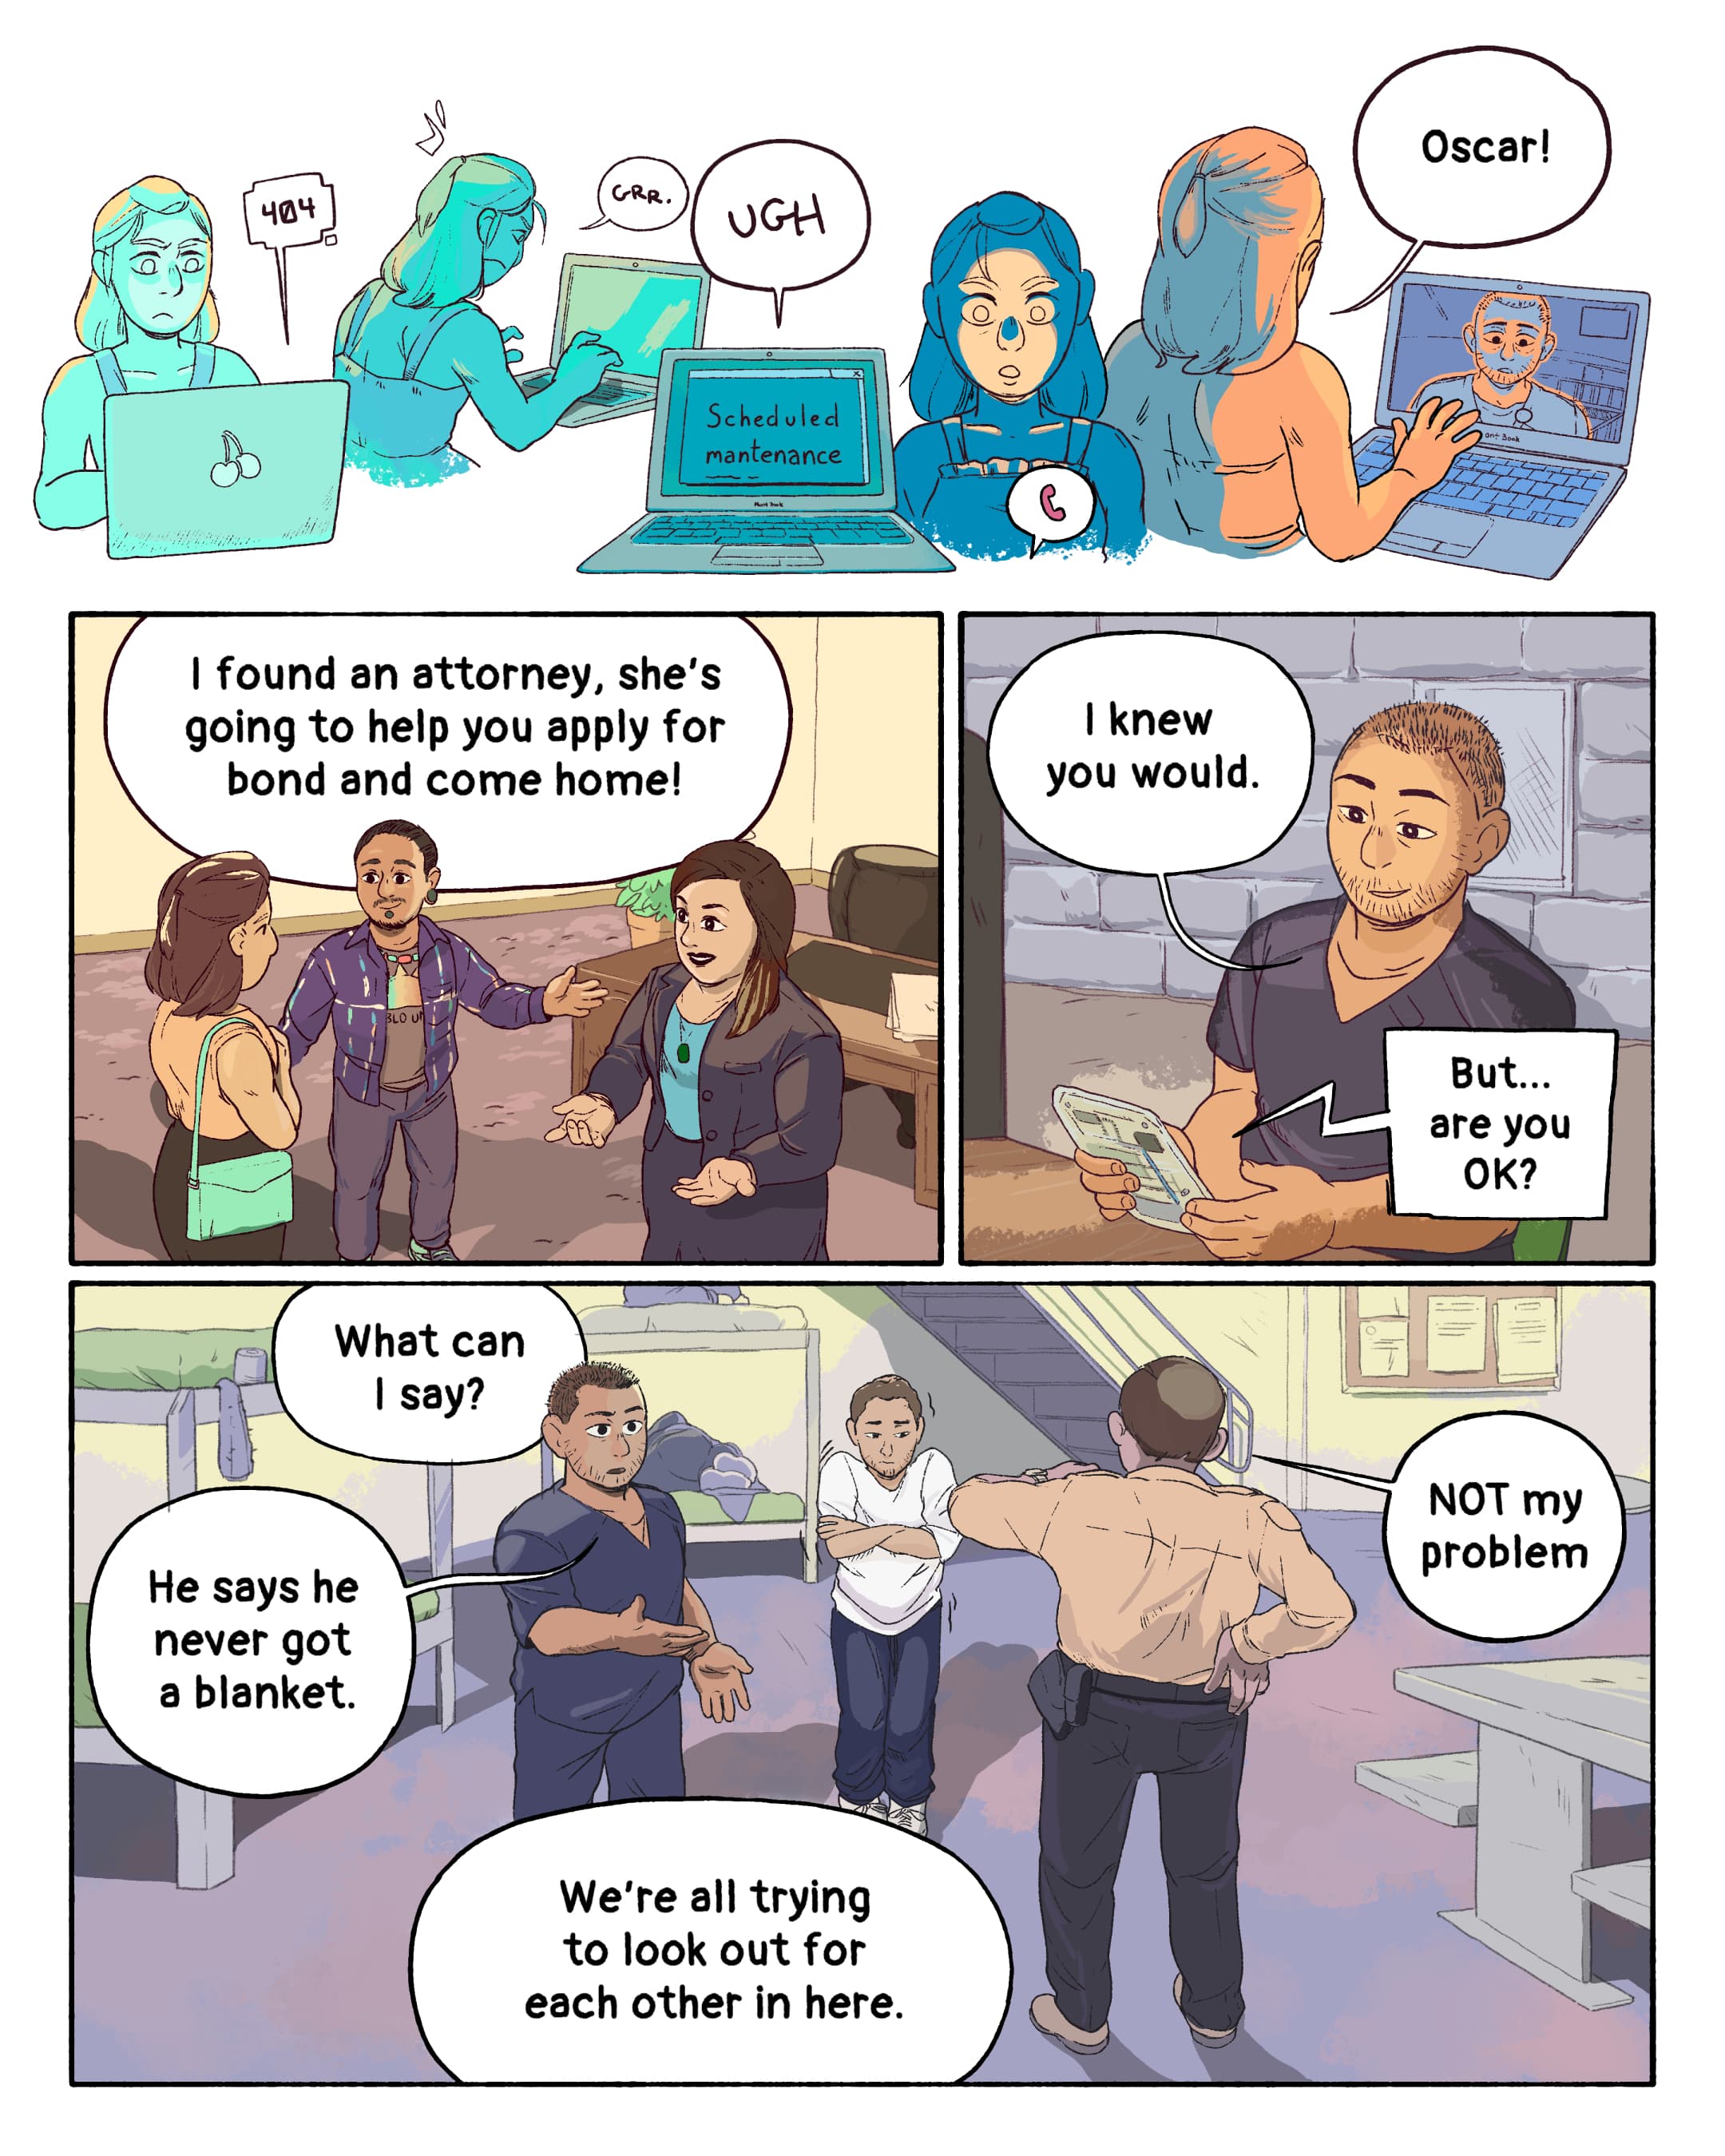 404
GRR.
UGH
Scheduled
mantenance
Oscar!
I found an attorney, she's
going to help you apply for
bond and come home!
BLO UN
I knew
you would.
But...
are you
OK?
What can
I say?
He says he
never got
a blanket.
NOT my
problem
We're all trying
to look out for
each other in here.